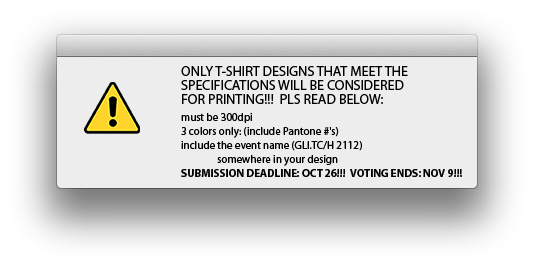 ONLY T-SHIRT DESIGNS THAT MEET THE
SPECIFICATIONS WILL BE CONSIDERED
FOR PRINTING!!! PLS READ BELOW:
must be 300dpi
3 colors only: (include Pantone #'s)
include the event name (GLI.TC/H 2112)
somewhere in your design
SUBMISSION DEADLINE: OCT 26!!! VOTING ENDS: NOV 9!!!